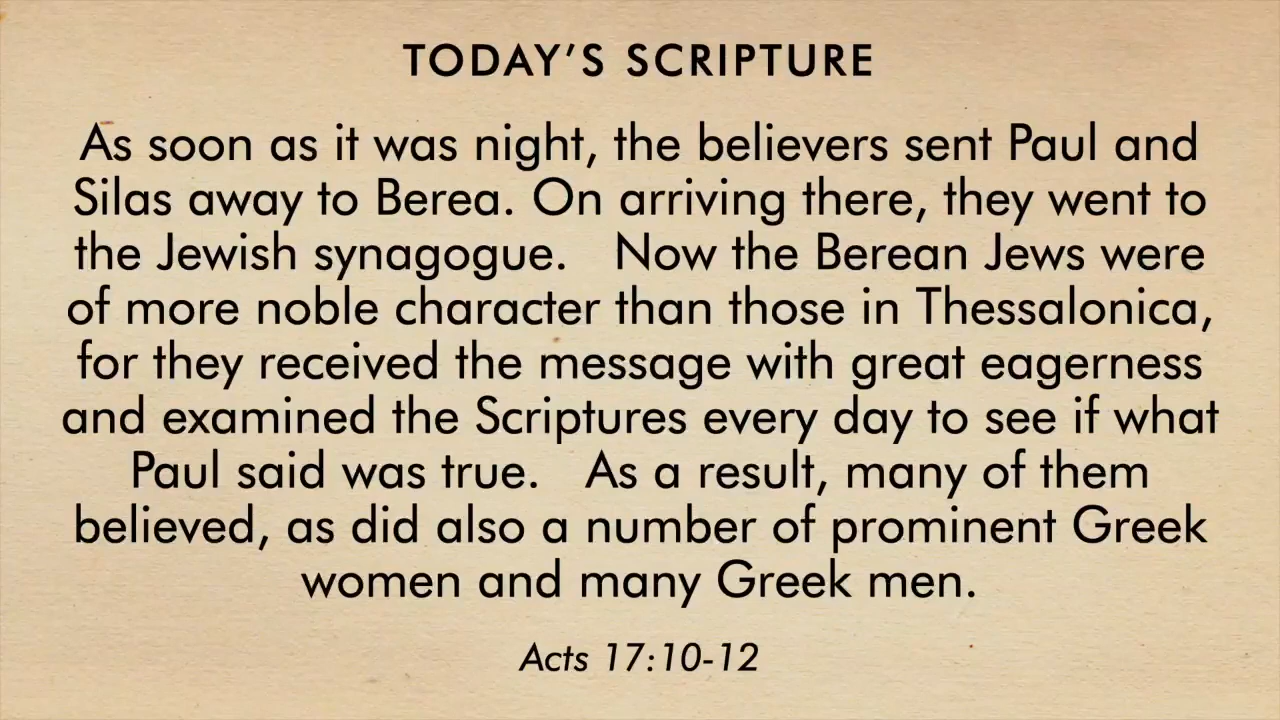 TODAY’S SCRIPTURE
As soon as it was night, the believers sent Paul and
Silas away to Berea. On arriving there, they went to
the Jewish synagogue.   Now the Berean Jews were
of more noble character than those in Thessalonica,
for they received the message with great eagerness
and examined the Scriptures every day to see if what
Paul said was true.   As a result, many of them
believed, as did also a number of prominent Greek
women and many Greek men.
Acts 17:10-12